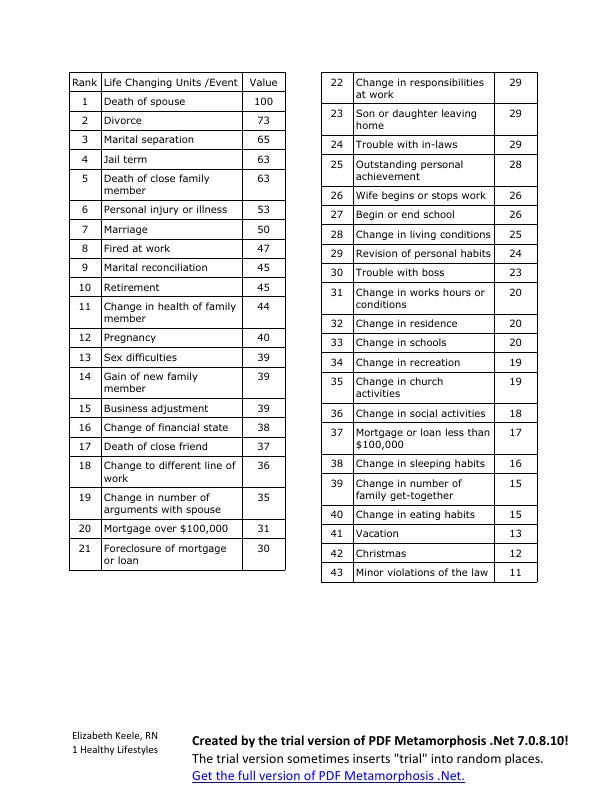 Rank Life Changing Units /Event Value
1 Death of spouse 100
2 Divorce 73
3 Marital separation 65
4 Jail term 63
5 Death of close family 63
member
6 Personal injury or illness 53
7 Marriage 50
8 Fired at work 47
9 Marital reconciliation 45
10 Retirement 45
11 Change in health of family 44
member
12 Pregnancy 40
13 Sex difficulties 39
14 Gain of new family 39
member
15 Business adjustment 39
16 Change of financial state 38
17 Death of close friend 37
18 Change to different line of 36
work
19 Change in number of 35
arguments with spouse
20 Mortgage over $100,000 31
21 Foreclosure of mortgage 30
or loan
22 Change in responsibilities 29
at work
23 Son or daughter leaving 29
home
24 Trouble with in-laws 29
25 Outstanding personal 28
achievement
26 Wife begins or stops work 26
27 Begin or end school 26
28 Change in living conditions 25
29 Revision of personal habits 24
30 Trouble with boss 23
31 Change in works hours or 20
conditions
32 Change in residence 20
33 Change in schools 20
34 Change in recreation 19
35 Change in church 19
activities
36 Change in social activities 18
37 Mortgage or loan less than 17
$100,000
38 Change in sleeping habits 16
39 Change in number of 15
family get-together
40 Change in eating habits 15
41 Vacation 13
42 Christmas 12
43 Minor violations of the law 11
Elizabeth Keele, RN
1 Healthy Lifestyles
Created by the trial version of PDF Metamorphosis .Net 7.0.8.10!
The trial version sometimes inserts "trial" into random places.
Get the full version of PDF Metamorphosis .Net.